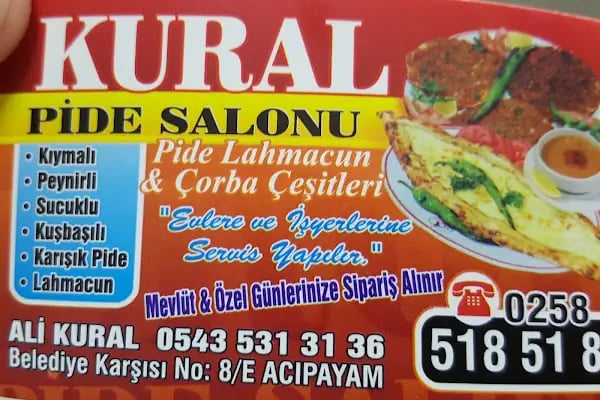 KURAL
PİDE SALONU
• Kıymalı
• Peynirli
• Sucuklu
• Kuşbaşılı
• Karışık Pide
• Lahmacun
Pide Lahmacun
& Çorba Çeşitleri
"Evlere ve İşyerlerine
Servis Yapılır."
Mevlüt & Özel Günlerinize Sipariş Alınır
0258
518 51 8
ALİ KURAL 0543 531 31 36
Belediye Karşısı No: 8/E ACIPAYAM